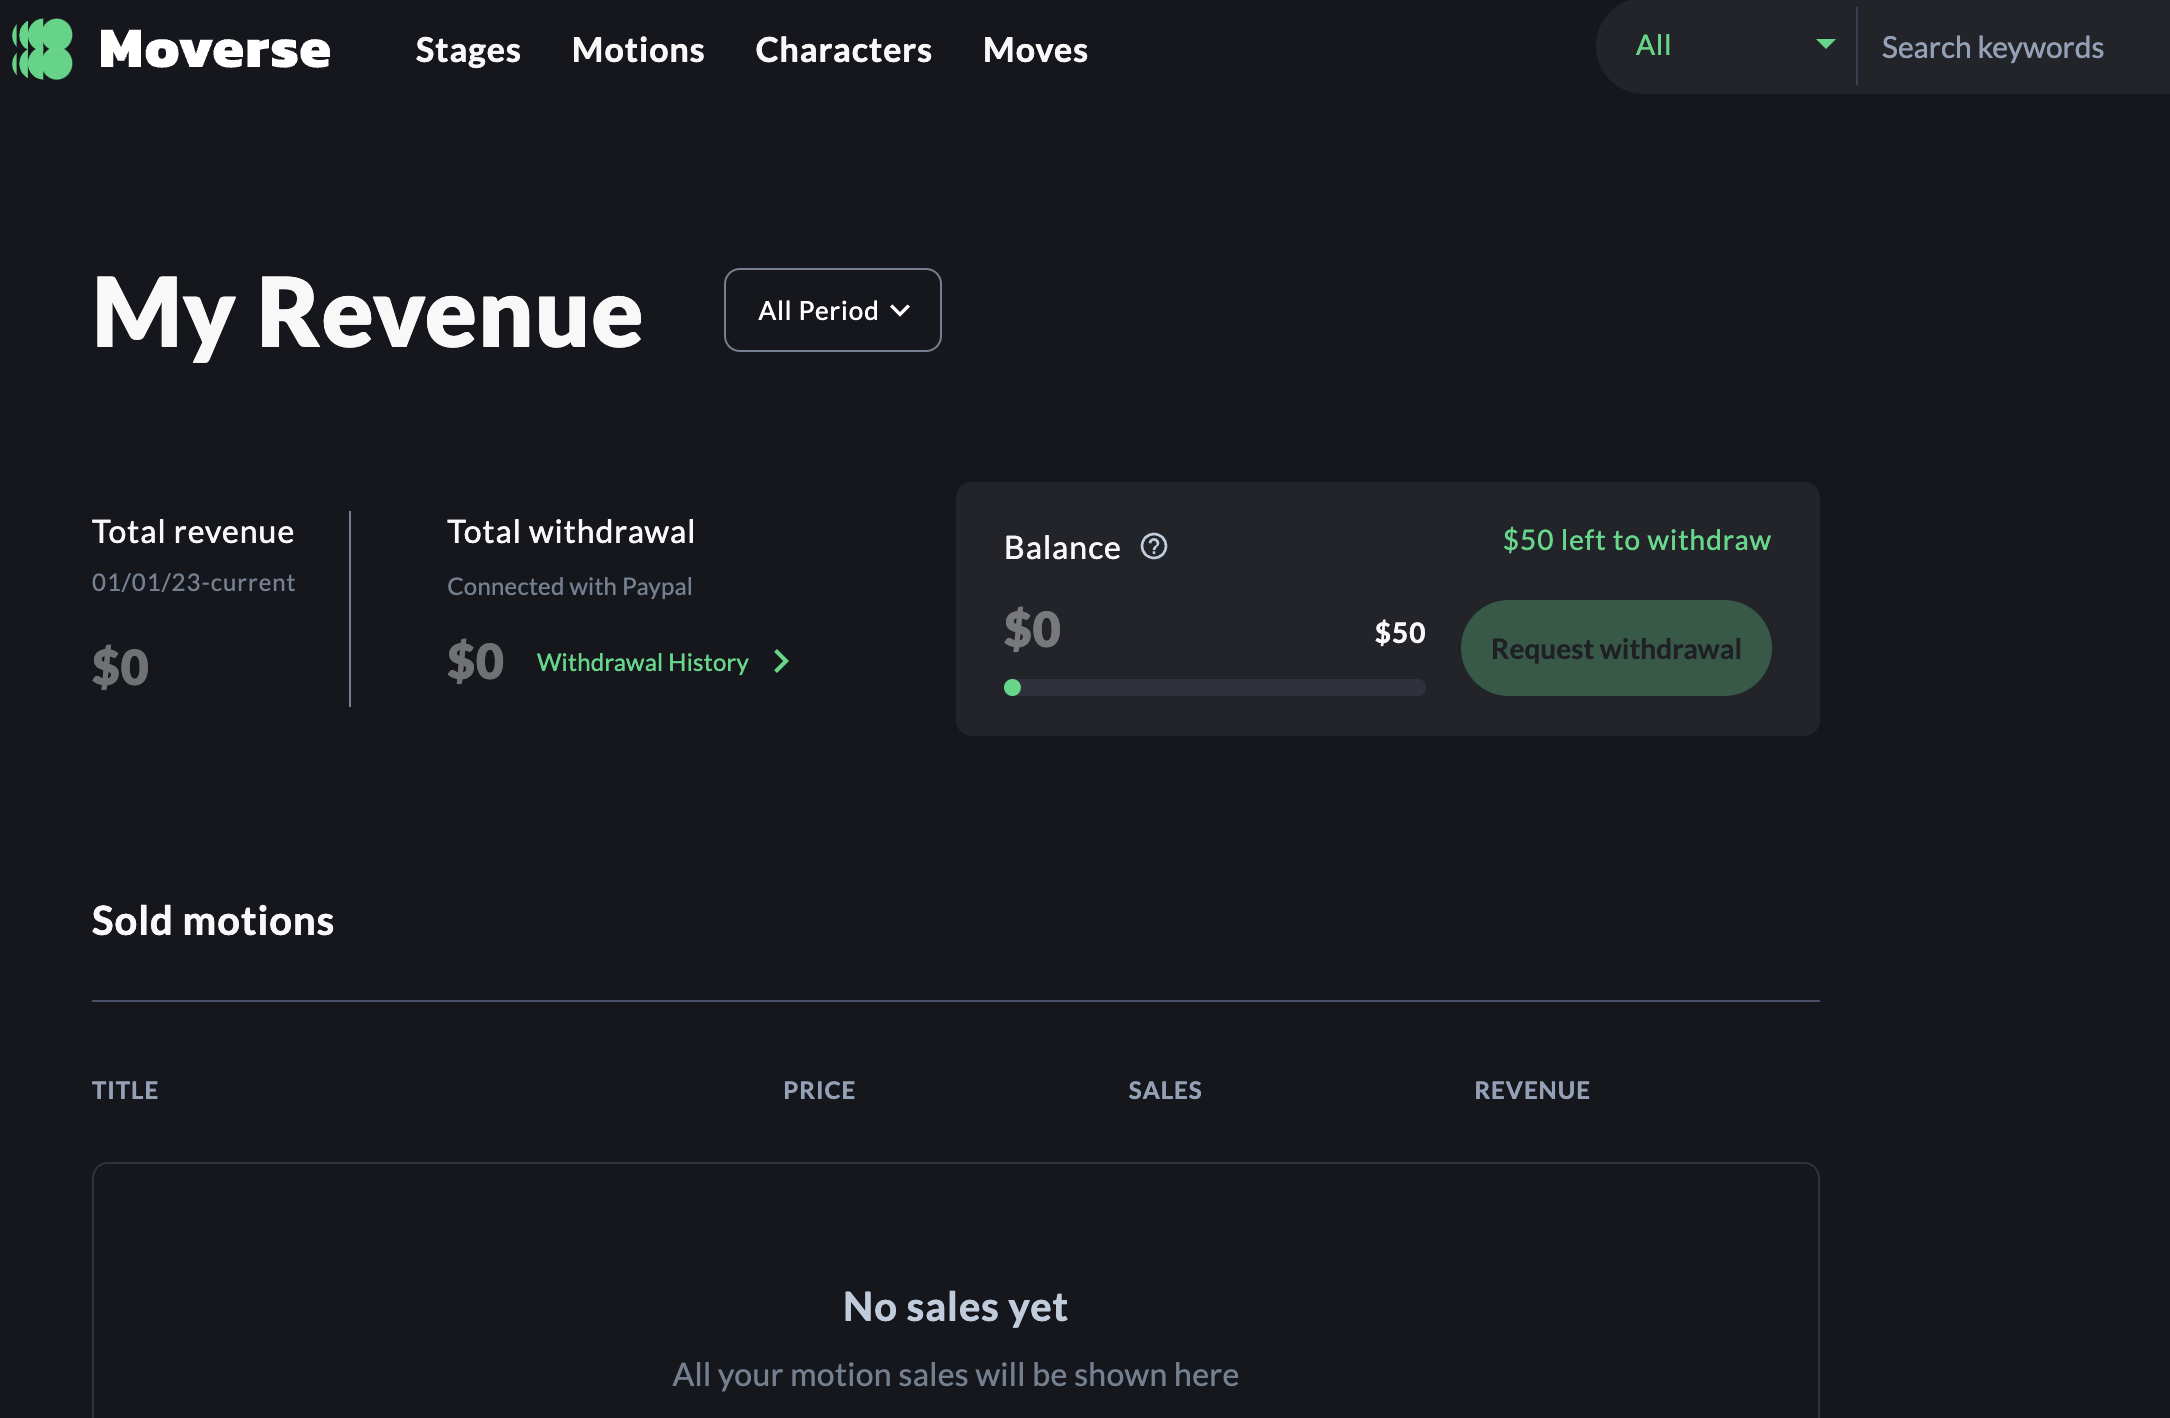 Moverse
Stages Motions Characters Moves
All
Search keywords
My Revenue
All Period
Total revenue
01/01/23-current
$0
Total withdrawal
Connected with Paypal
$0 Withdrawal History
Balance
$50 left to withdraw
$0
$50
Request withdrawal
Sold motions
TITLE PRICE SALES REVENUE
No sales yet
All your motion sales will be shown here